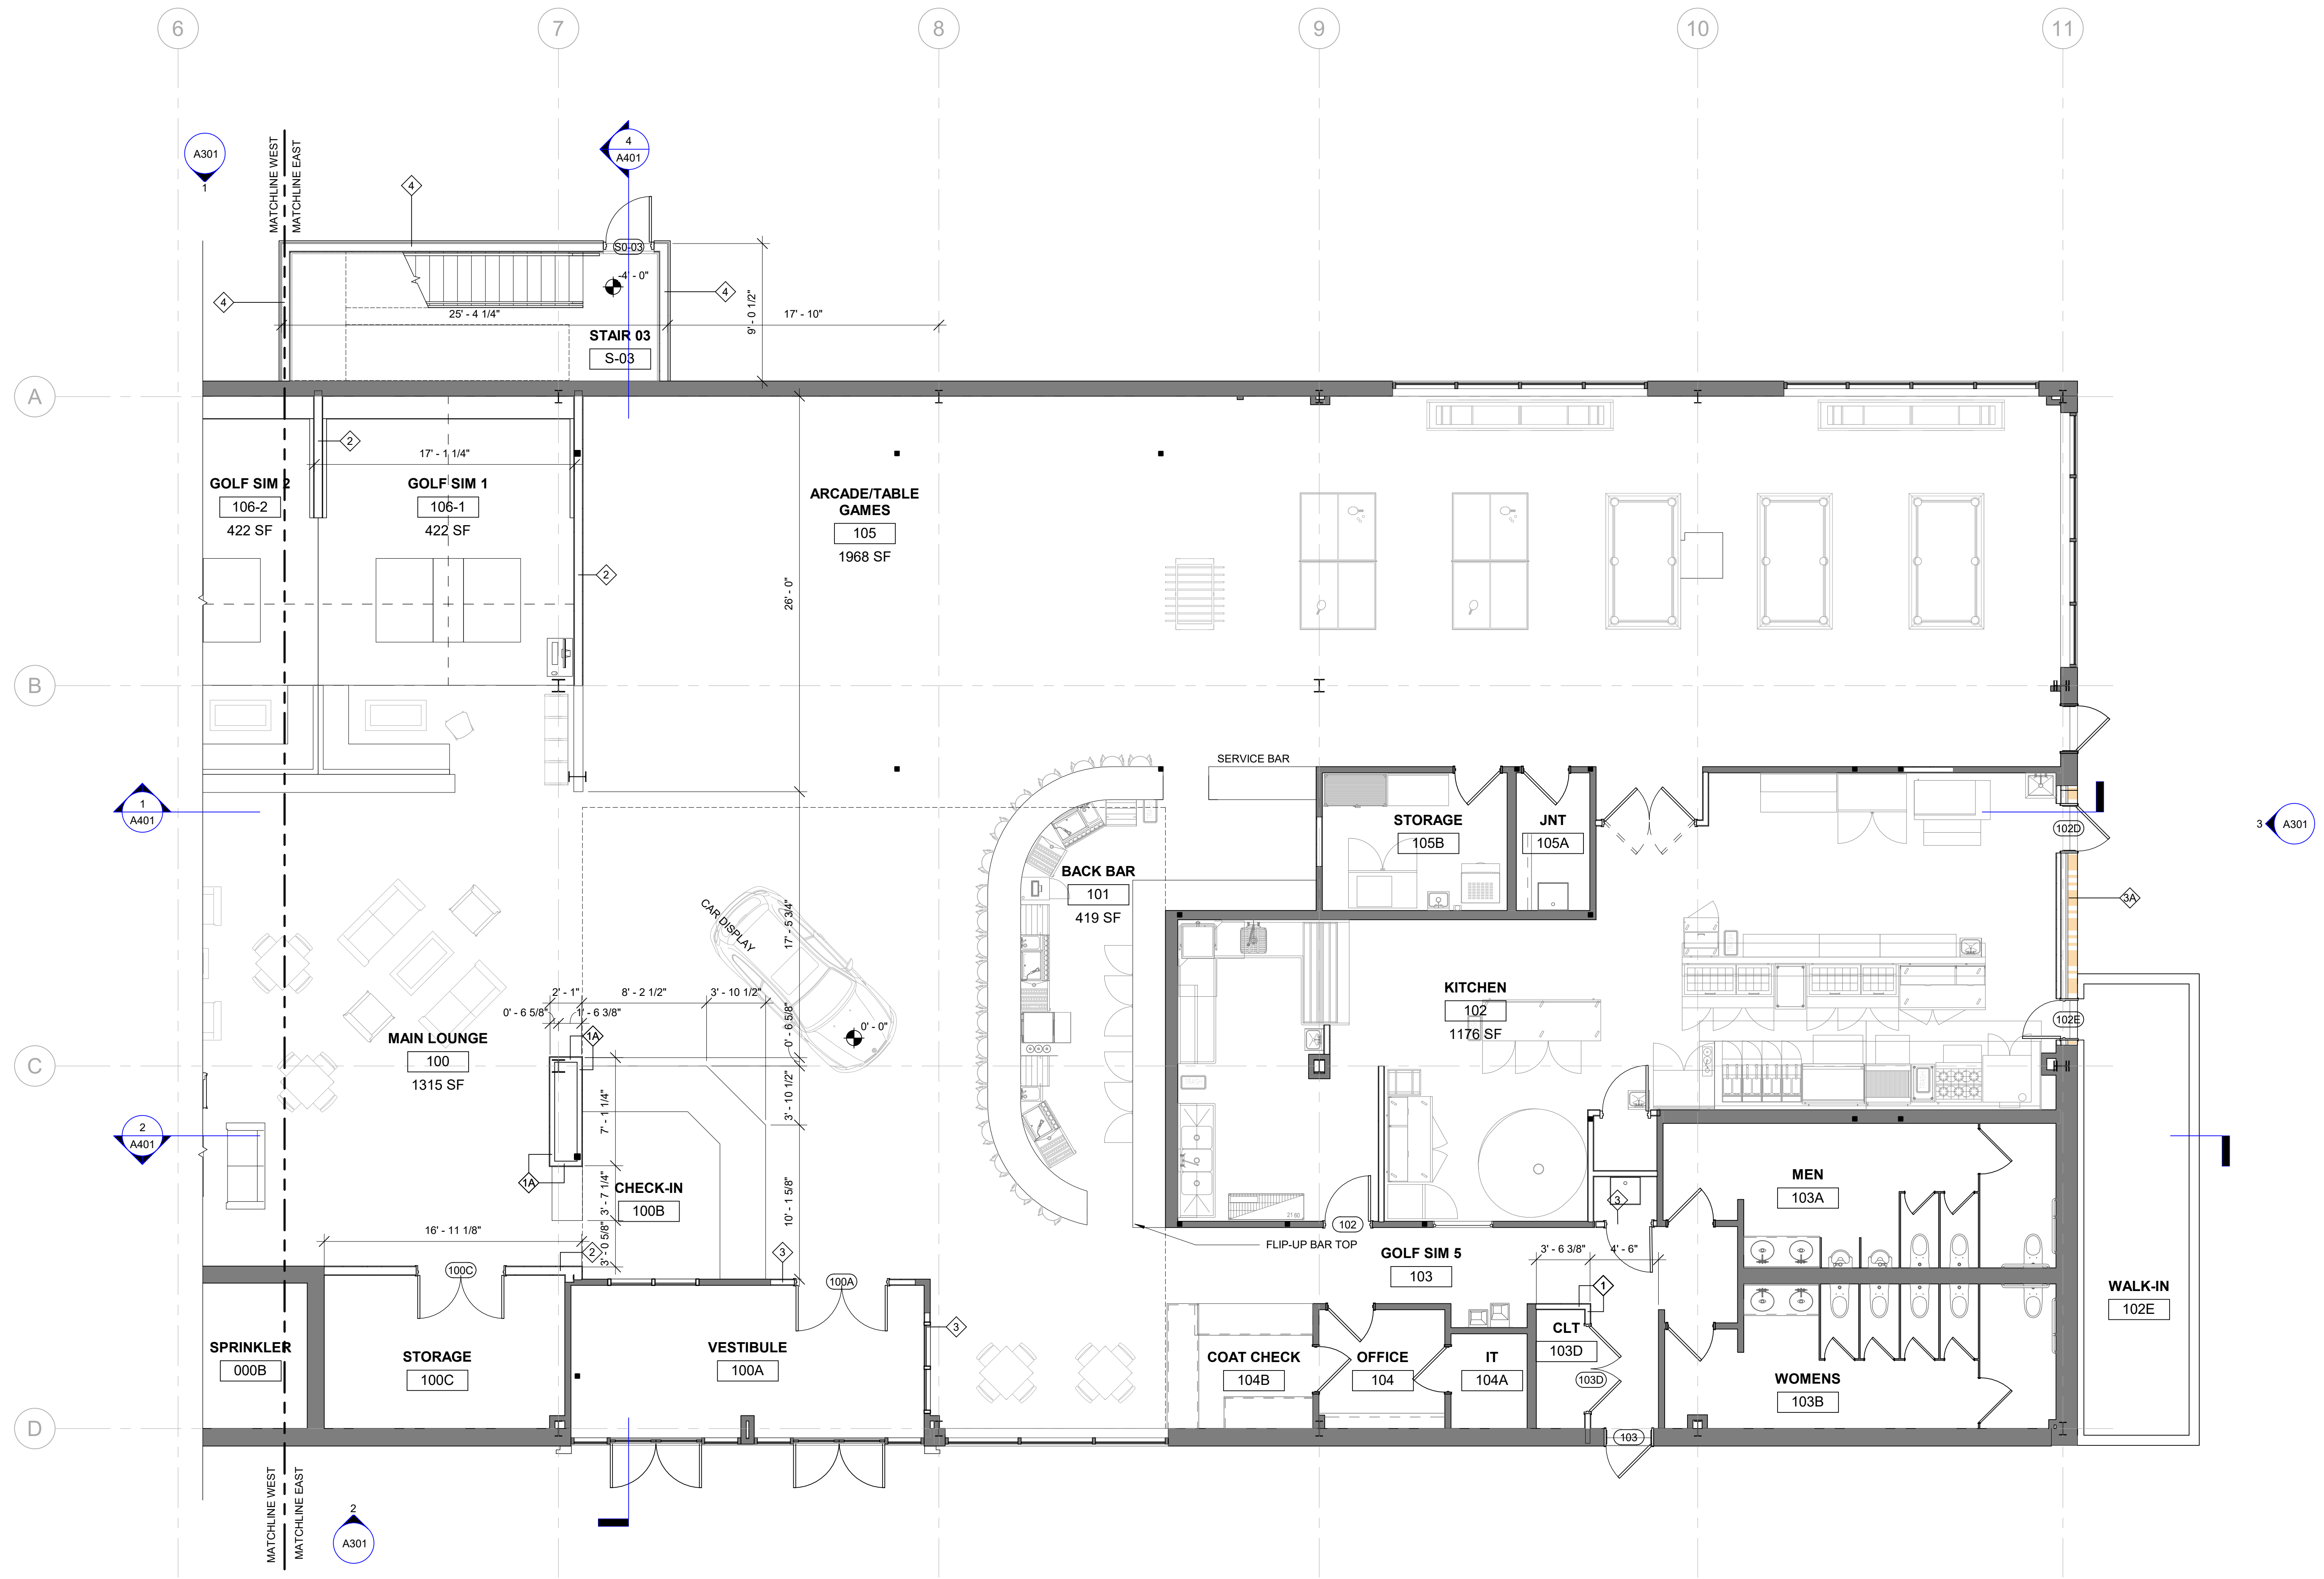 6
7
8
9
10
11
A301
1
MATCHLINE WEST
MATCHLINE EAST
4
A401
4
S0-03
-4' - 0"
4
4
25' - 4 1/4"
17' - 10"
9' - 0 1/2"
STAIR 03
S-03
A
2
17' - 1 1/4"
GOLF SIM 2
106-2
422 SF
GOLF SIM 1
106-1
422 SF
ARCADE/TABLE
GAMES
105
1968 SF
2
26' - 0"
B
SERVICE BAR
1
A401
STORAGE
105B
JNT
105A
102D
3
A301
BACK BAR
101
419 SF
CAR DISPLAY
17' - 5 3/4"
3A
KITCHEN
102
1176 SF
2' - 1"
8' - 2 1/2"
3' - 10 1/2"
0' - 6 5/8"
1' - 6 3/8"
0' - 6 5/8"
0' - 0"
102E
MAIN LOUNGE
100
1315 SF
1A
C
7' - 1 1/4"
3' - 10 1/2"
2
A401
1A
CHECK-IN
100B
3' - 7 1/4"
10' - 1 5/8"
3' - 0 5/8"
MEN
103A
3
21 60
102
FLIP-UP BAR TOP
16' - 11 1/8"
2
3
GOLF SIM 5
103
3' - 6 3/8"
4' - 6"
100C
100A
1
WALK-IN
102E
SPRINKLER
000B
STORAGE
100C
VESTIBULE
100A
3
COAT CHECK
104B
OFFICE
104
IT
104A
CLT
103D
103D
WOMENS
103B
D
103
MATCHLINE WEST
MATCHLINE EAST
2
A301